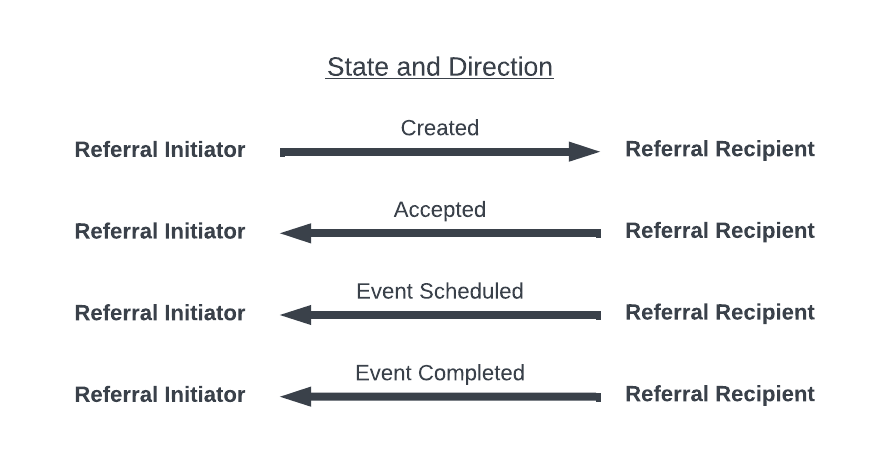 State and Direction
Created
Referral Initiator Referral Recipient
Accepted
Referral Initiator Referral Recipient
Event Scheduled
Referral Initiator Referral Recipient
Event Completed
Referral Initiator Referral Recipient